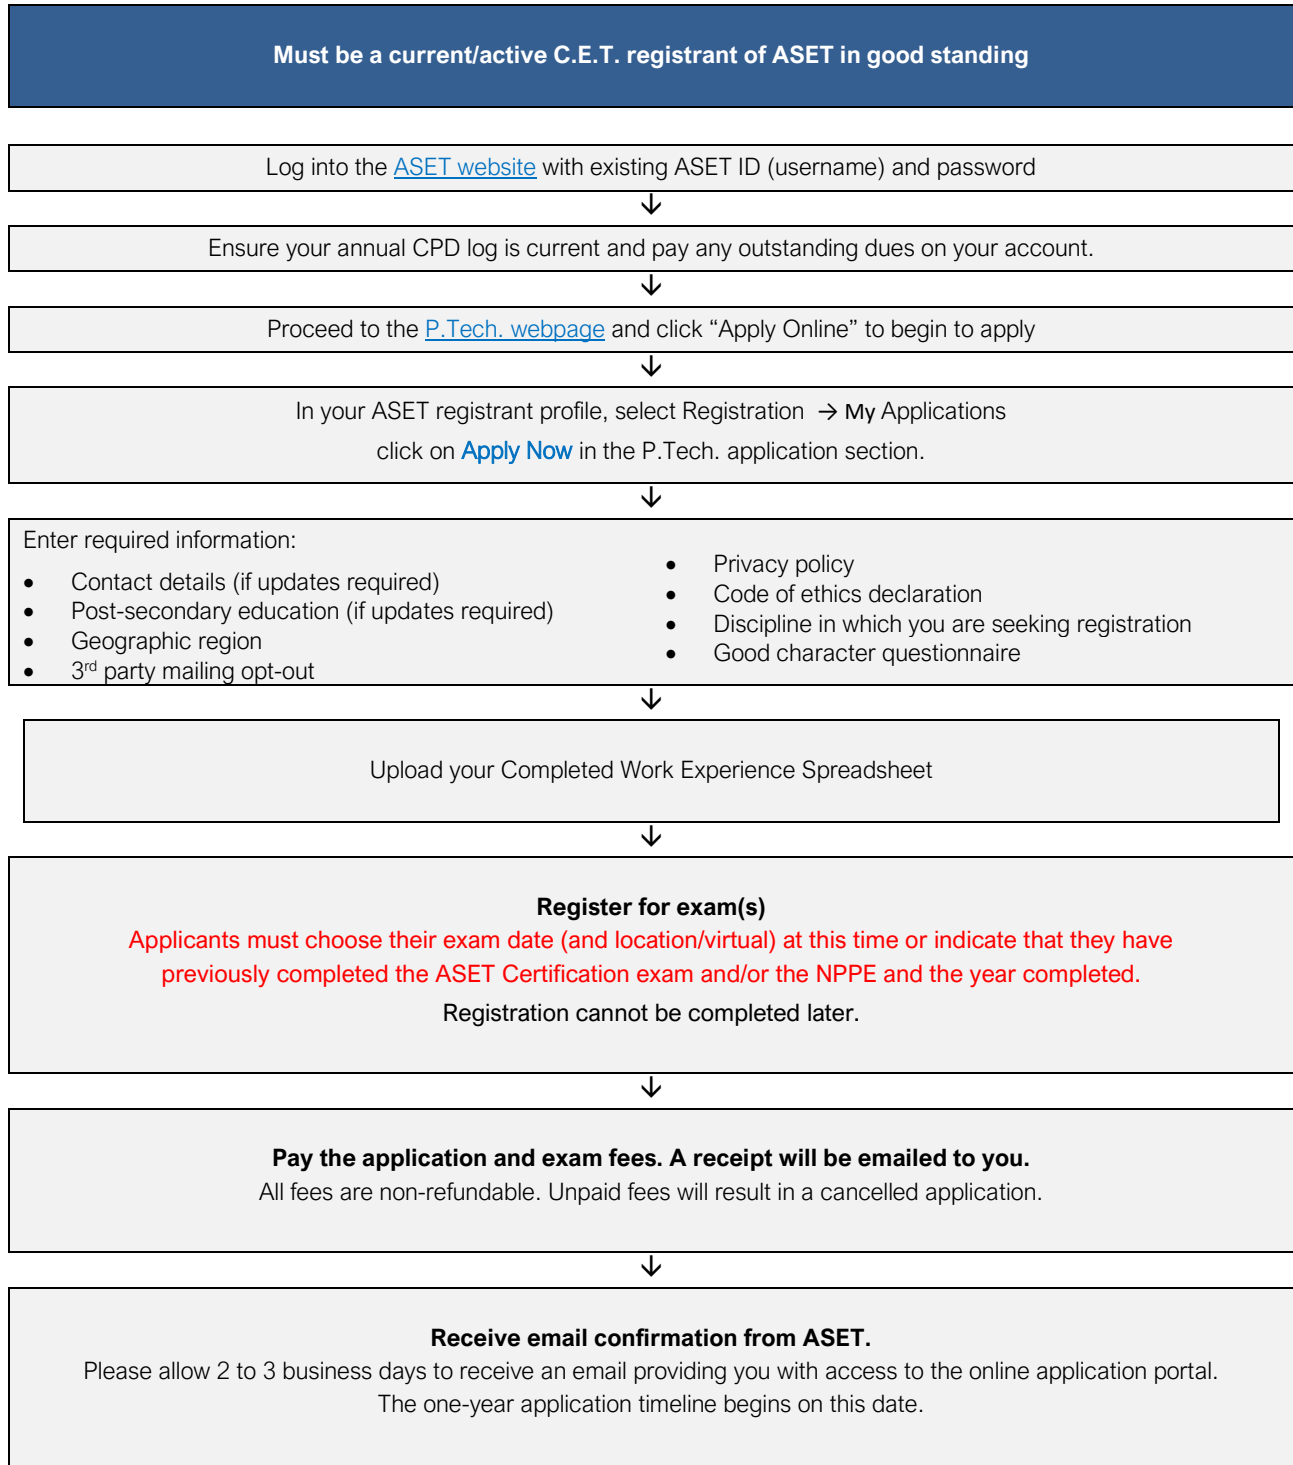 Must be a current/active C.E.T. registrant of ASET in good standing
Log into the ASET website with existing ASET ID (username) and password
↓
Ensure your annual CPD log is current and pay any outstanding dues on your account.
↓
Proceed to the P.Tech. webpage and click “Apply Online” to begin to apply
↓
In your ASET registrant profile, select Registration → My Applications
click on Apply Now in the P.Tech. application section.
↓
Enter required information:
• Contact details (if updates required)
• Post-secondary education (if updates required)
• Geographic region
• 3rd party mailing opt-out
• Privacy policy
• Code of ethics declaration
• Discipline in which you are seeking registration
• Good character questionnaire
↓
Upload your Completed Work Experience Spreadsheet
↓
Register for exam(s)
Applicants must choose their exam date (and location/virtual) at this time or indicate that they have
previously completed the ASET Certification exam and/or the NPPE and the year completed.
Registration cannot be completed later.
↓
Pay the application and exam fees. A receipt will be emailed to you.
All fees are non-refundable. Unpaid fees will result in a cancelled application.
↓
Receive email confirmation from ASET.
Please allow 2 to 3 business days to receive an email providing you with access to the online application portal.
The one-year application timeline begins on this date.